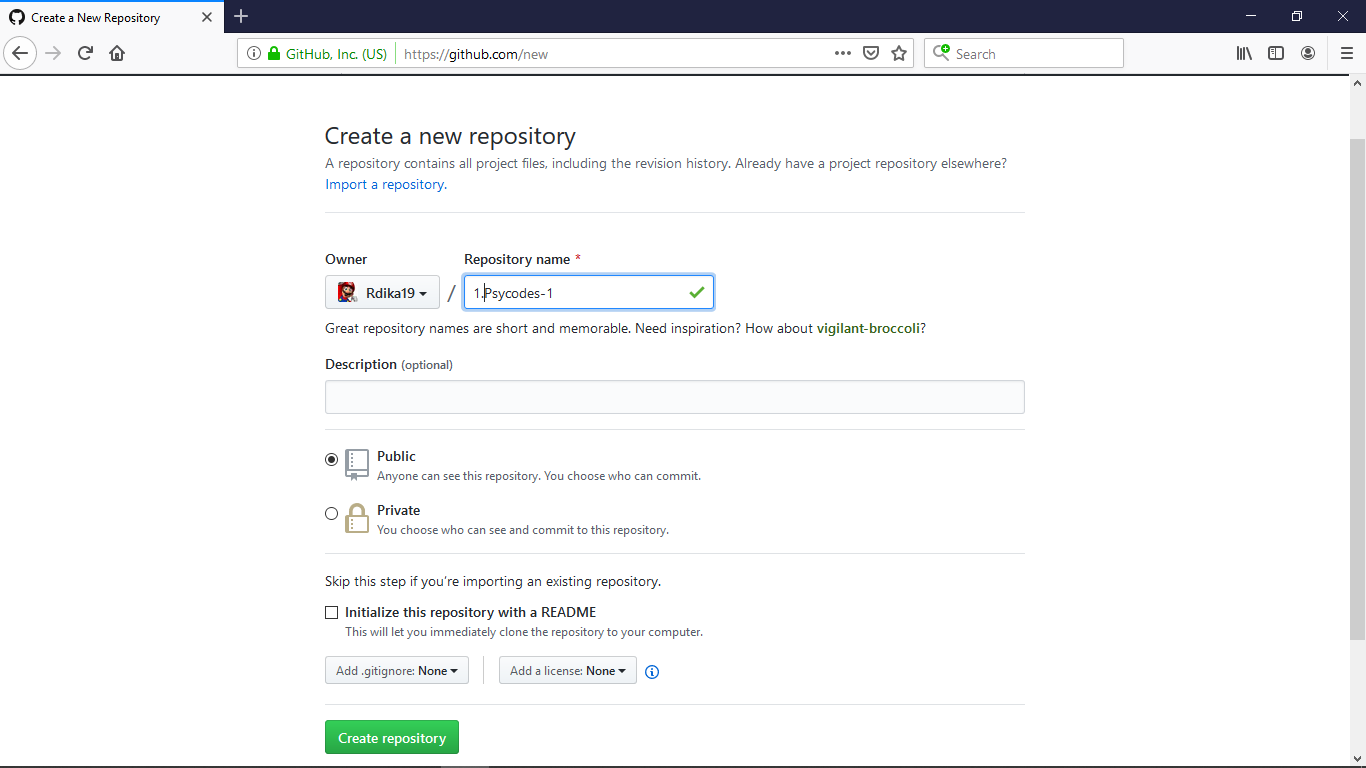 Create a New Repository
GitHub, Inc. (US) https://github.com/new Search
Create a new repository
A repository contains all project files, including the revision history. Already have a project repository elsewhere?
Import a repository.
Owner Repository name *
Rdika19 / 1.Psycodes-1
Great repository names are short and memorable. Need inspiration? How about vigilant-broccoli?
Description (optional)
Public
Anyone can see this repository. You choose who can commit.
Private
You choose who can see and commit to this repository.
Skip this step if you're importing an existing repository.
Initialize this repository with a README
This will let you immediately clone the repository to your computer.
Add .gitignore: None Add a license: None
Create repository